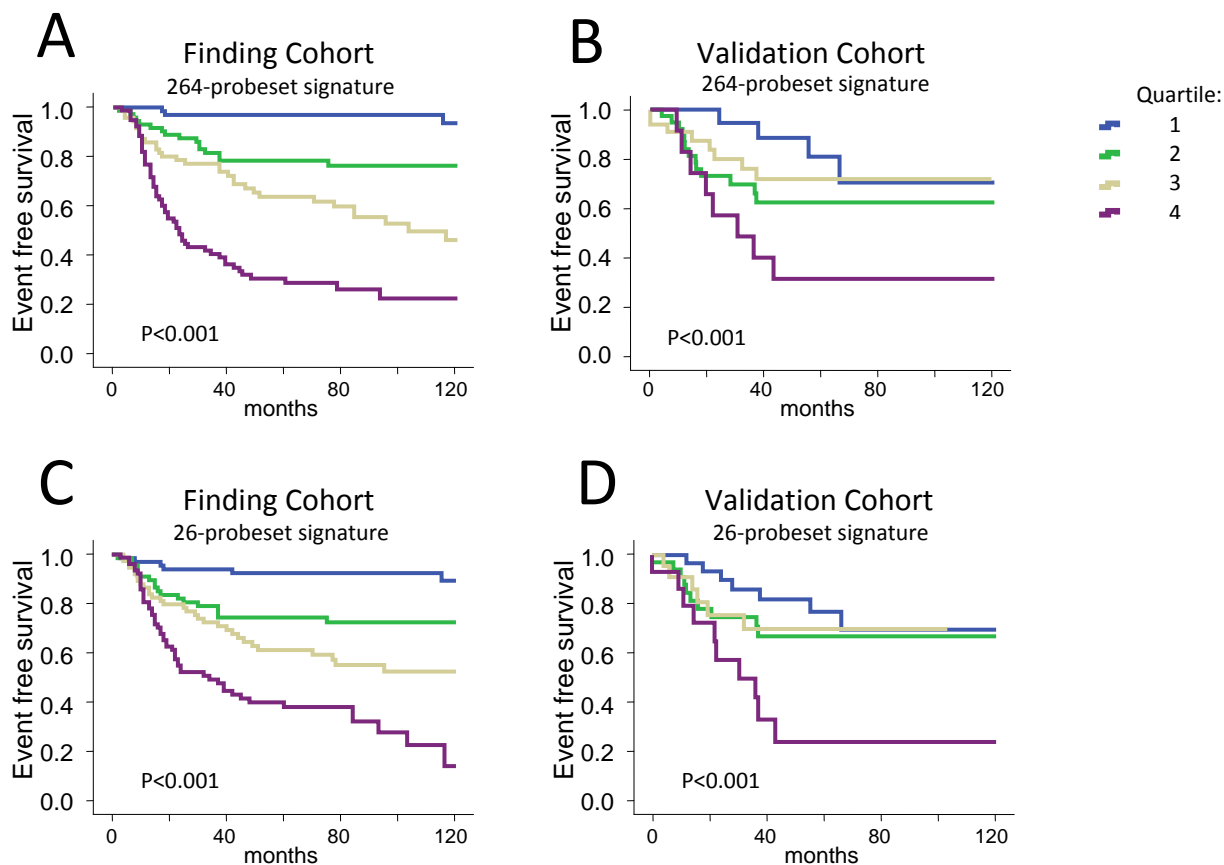 A
Finding Cohort
264-probeset signature
Event free survival
1.0
0.8
0.6
0.4
0.2
0.0
P<0.001
0 40 80 120
months
B
Validation Cohort
264-probeset signature
Event free survival
1.0
0.8
0.6
0.4
0.2
0.0
P<0.001
0 40 80 120
months
Quartile:
1
2
3
4
C
Finding Cohort
26-probeset signature
Event free survival
1.0
0.8
0.6
0.4
0.2
0.0
P<0.001
0 40 80 120
months
D
Validation Cohort
26-probeset signature
Event free survival
1.0
0.8
0.6
0.4
0.2
0.0
P<0.001
0 40 80 120
months